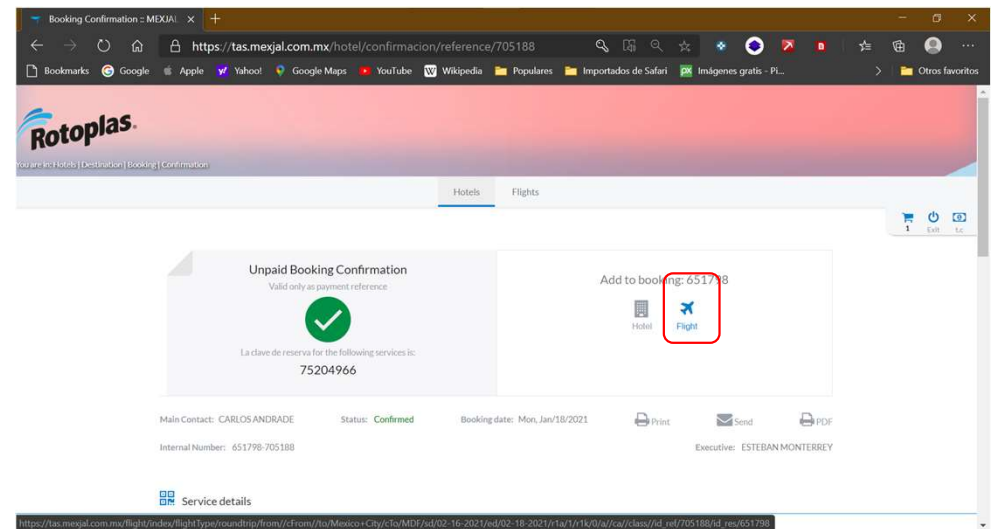 Booking Confirmation :: MEXJAL
https://tas.mexjal.com.mx/hotel/confirmacion/reference/705188
Bookmarks Google Apple Yahoo! Google Maps YouTube Wikipedia Populares Importados de Safari Imágenes gratis - Pi... Otros favoritos
Rotoplas.
You are in: Hotels | Destination | Booking | Confirmation
Hotels Flights
1 Exit t.c
Unpaid Booking Confirmation
Valid only as payment reference
La clave de reserva for the following services is:
75204966
Add to booking: 651798
Hotel Flight
Main Contact: CARLOS ANDRADE Status: Confirmed Booking date: Mon, Jan/18/2021 Print Send PDF
Internal Number: 651798-705188 Executive: ESTEBAN MONTERREY
Service details
https://tas.mexjal.com.mx/flight/index/flightType/roundtrip/from//cFrom//to/Mexico+City/cTo/MDF/sd/02-16-2021/ed/02-18-2021/r1a/1/r1k/0/a//ca//class//id_ref/705188/id_res/651798